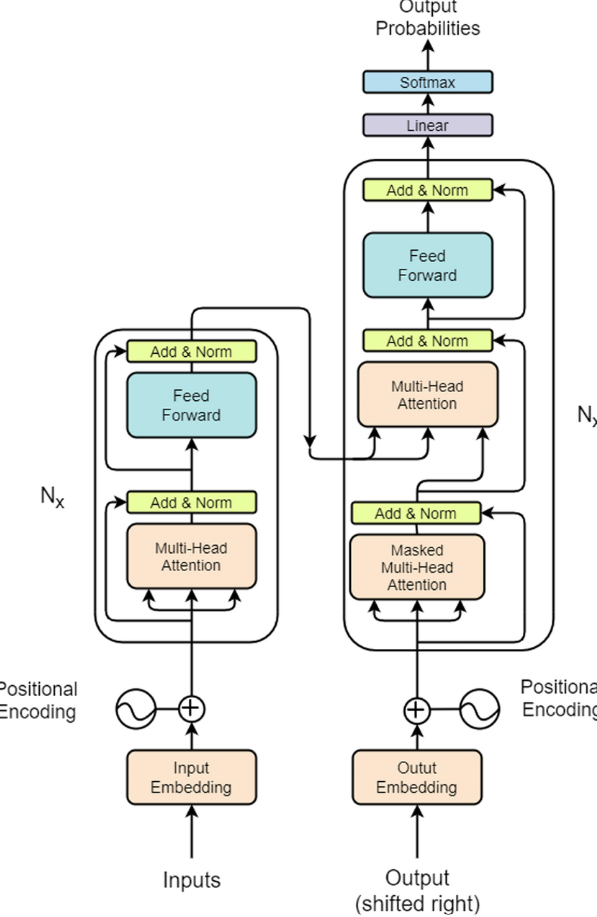 Output
Probabilities
Softmax
Linear
Add & Norm
Feed
Forward
Add & Norm
Multi-Head
Attention
Add & Norm
Masked
Multi-Head
Attention
Nx
Add & Norm
Feed
Forward
Add & Norm
Multi-Head
Attention
Nx
Positional
Encoding
Positiona
Encoding
Input
Embedding
Outut
Embedding
Inputs
Output
(shifted right)